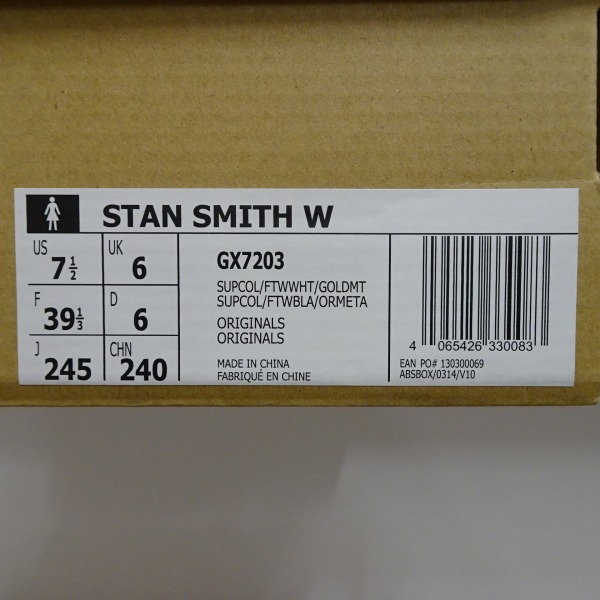 STAN SMITH W
US 7½ UK 6
F 39⅓ D 6
J 245 CHN 240
GX7203
SUPCOL/FTWWHT/GOLDMT
SUPCOL/FTWBLA/ORMETA
ORIGINALS
ORIGINALS
MADE IN CHINA
FABRIQUÉ EN CHINE
4 065426 330083
EAN PO# 130300069
ABSBOX/0314/V10